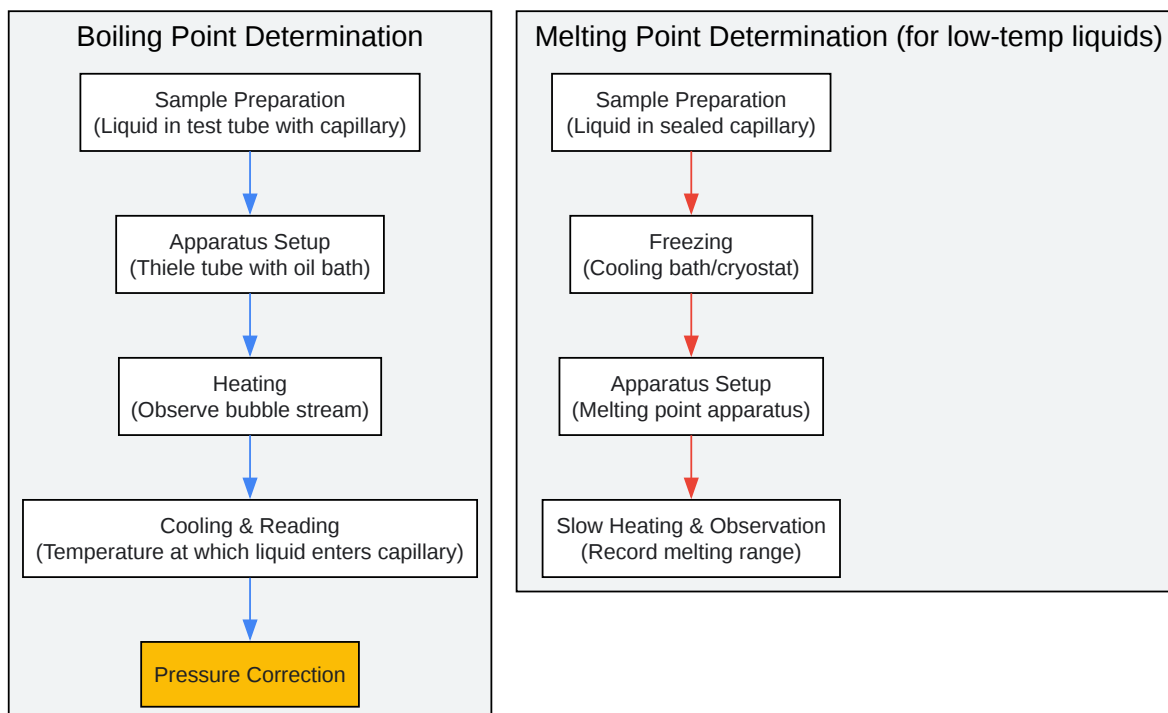 Boiling Point Determination
Sample Preparation
(Liquid in test tube with capillary)
Apparatus Setup
(Thiele tube with oil bath)
Heating
(Observe bubble stream)
Cooling & Reading
(Temperature at which liquid enters capillary)
Pressure Correction
Melting Point Determination (for low-temp liquids)
Sample Preparation
(Liquid in sealed capillary)
Freezing
(Cooling bath/cryostat)
Apparatus Setup
(Melting point apparatus)
Slow Heating & Observation
(Record melting range)